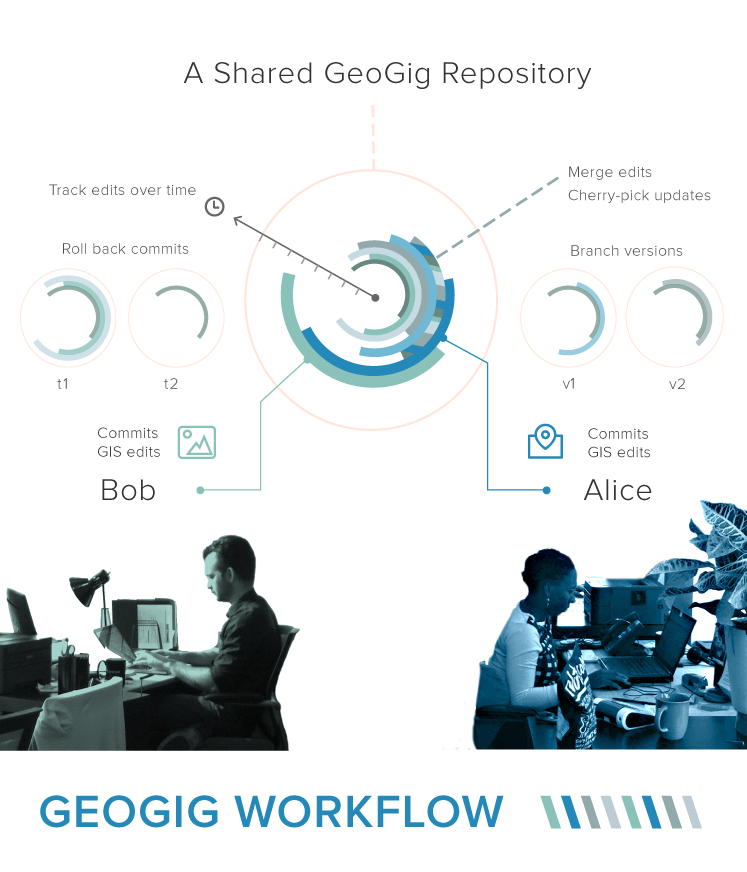 A Shared GeoGig Repository
Track edits over time
Merge edits
Cherry-pick updates
Roll back commits
Branch versions
t1
t2
v1
v2
Commits
GIS edits
Bob
Commits
GIS edits
Alice
GEOGIG WORKFLOW